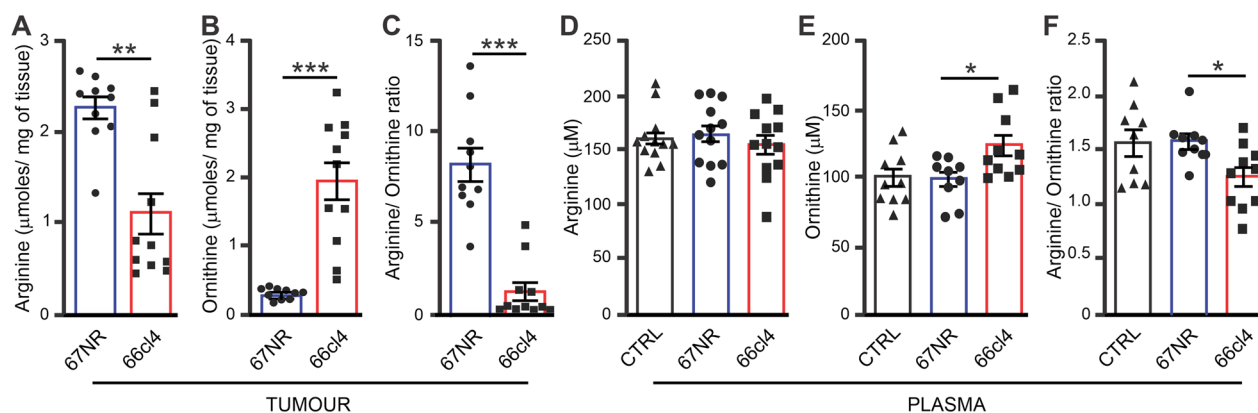 A
Arginine (μmoles/ mg of tissue)
3
2
1
0
**
67NR
66cl4
B
Ornithine (μmoles/ mg of tissue)
4
3
2
1
0
***
67NR
66cl4
C
Arginine/ Ornithine ratio
15
10
5
0
***
67NR
66cl4
TUMOUR
D
Arginine (μM)
250
200
150
100
50
0
CTRL
67NR
66cl4
E
Ornithine (μM)
200
150
100
50
0
*
CTRL
67NR
66cl4
F
Arginine/ Ornithine ratio
2.5
2.0
1.5
1.0
0.5
0
*
CTRL
67NR
66cl4
PLASMA